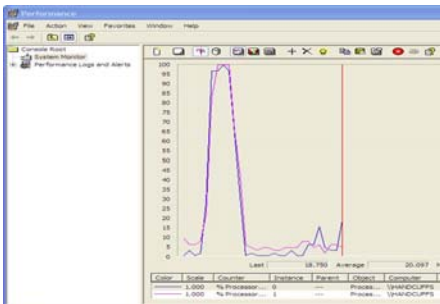 Performance
File Action View Favorites Window Help
Console Root
System Monitor
Performance Logs and Alerts
100
95
90
85
80
75
70
65
60
55
50
45
40
35
30
25
20
15
10
5
0
Last 18.750 Average 20.097
Color Scale Counter Instance Parent Object Computer
1.000 % Processor... 0 --- Proces... \\HANDCUFFS
1.000 % Processor... 1 --- Proces... \\HANDCUFFS